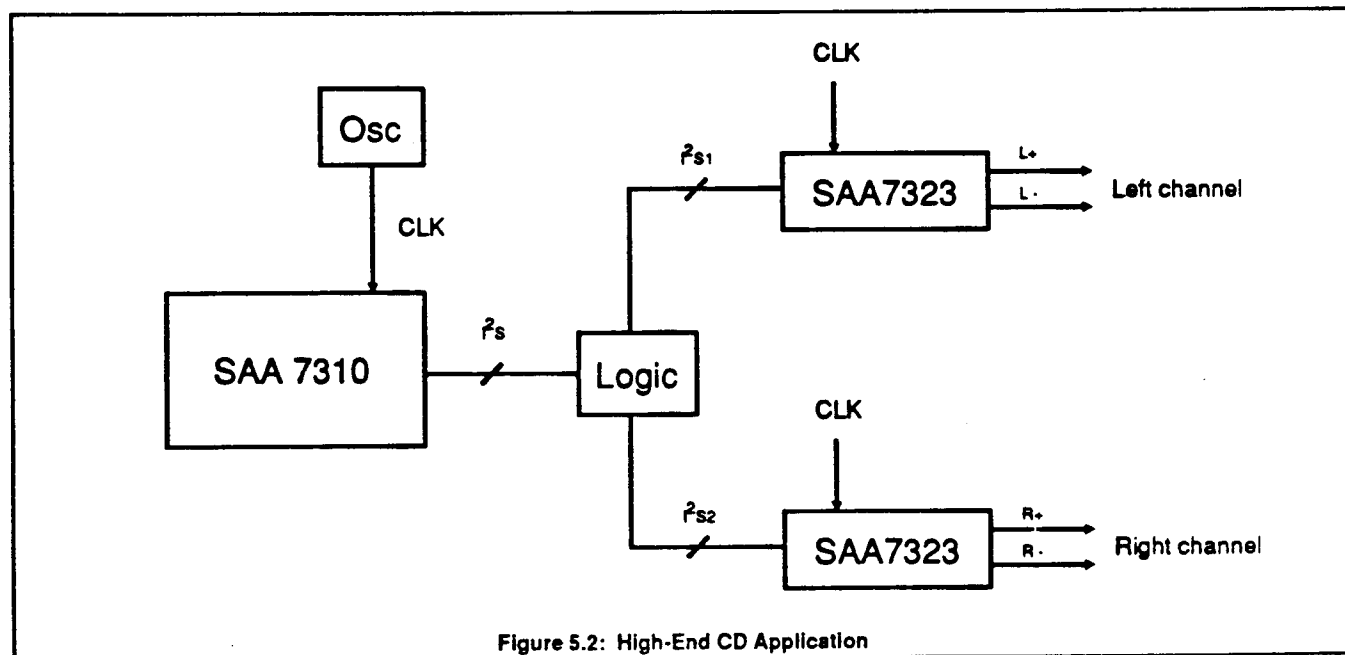 CLK
Osc
I²S1
SAA7323
L+
L -
Left channel
CLK
SAA 7310
I²S
Logic
CLK
I²S2
SAA7323
R+
R -
Right channel
Figure 5.2: High-End CD Application